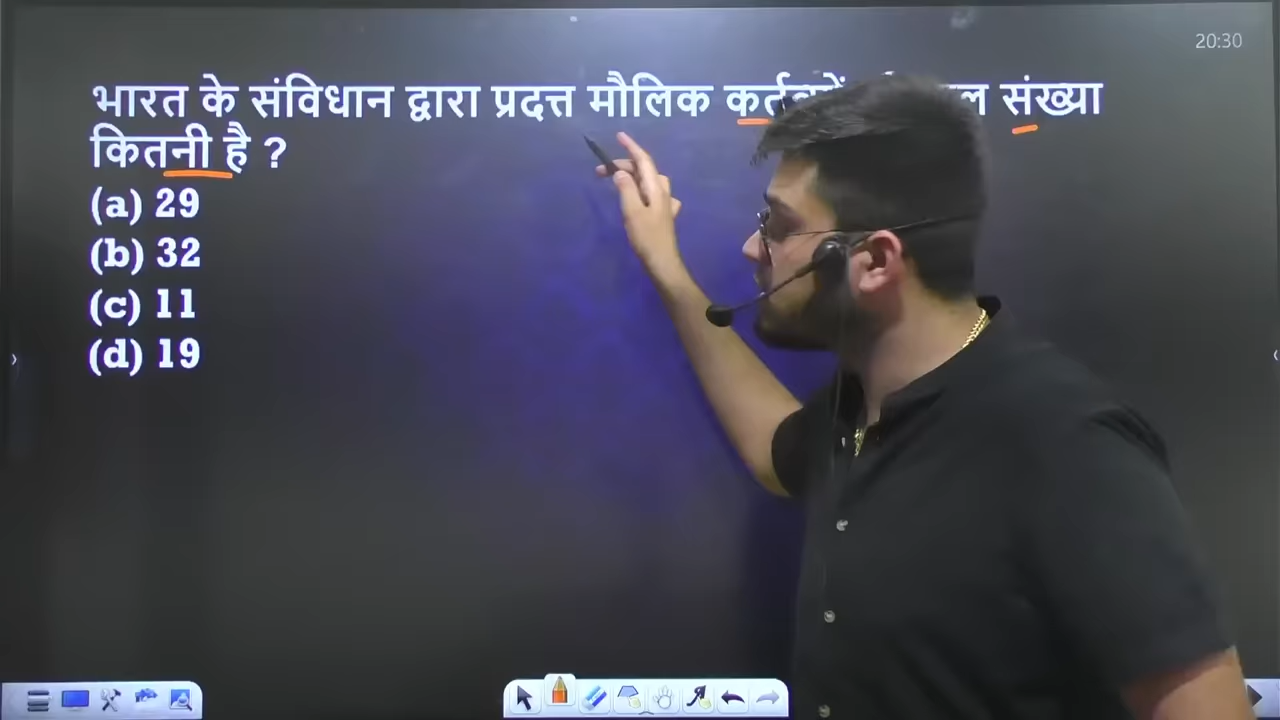 20:30
भारत के संविधान द्वारा प्रदत्त मौलिक संख्या
कितनी है ?
(a) 29
(b) 32
(c) 11
(d) 19